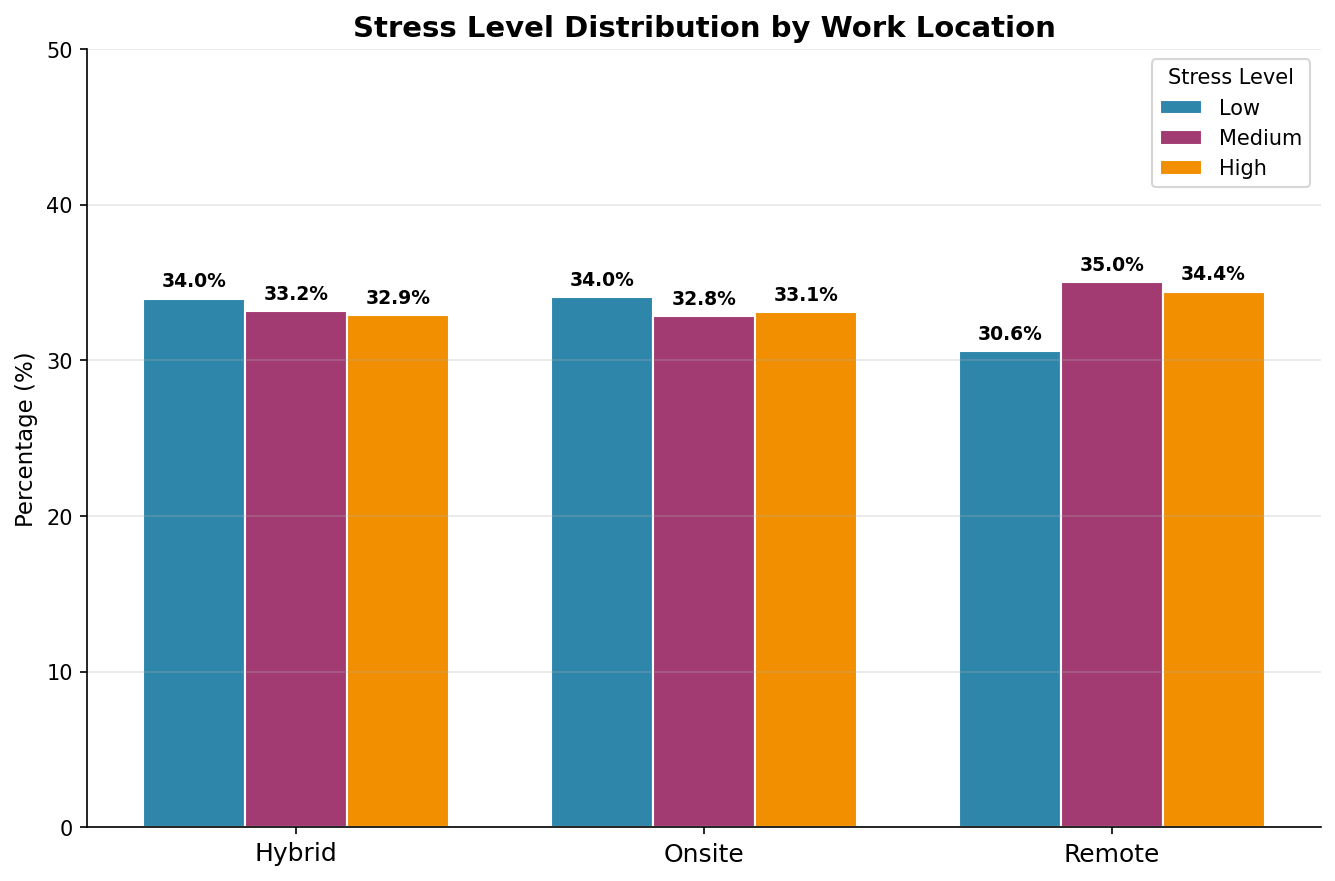 Stress Level Distribution by Work Location
Stress Level
Low
Medium
High
Percentage (%)
50
40
30
20
10
0
34.0%
33.2%
32.9%
34.0%
32.8%
33.1%
30.6%
35.0%
34.4%
Hybrid
Onsite
Remote